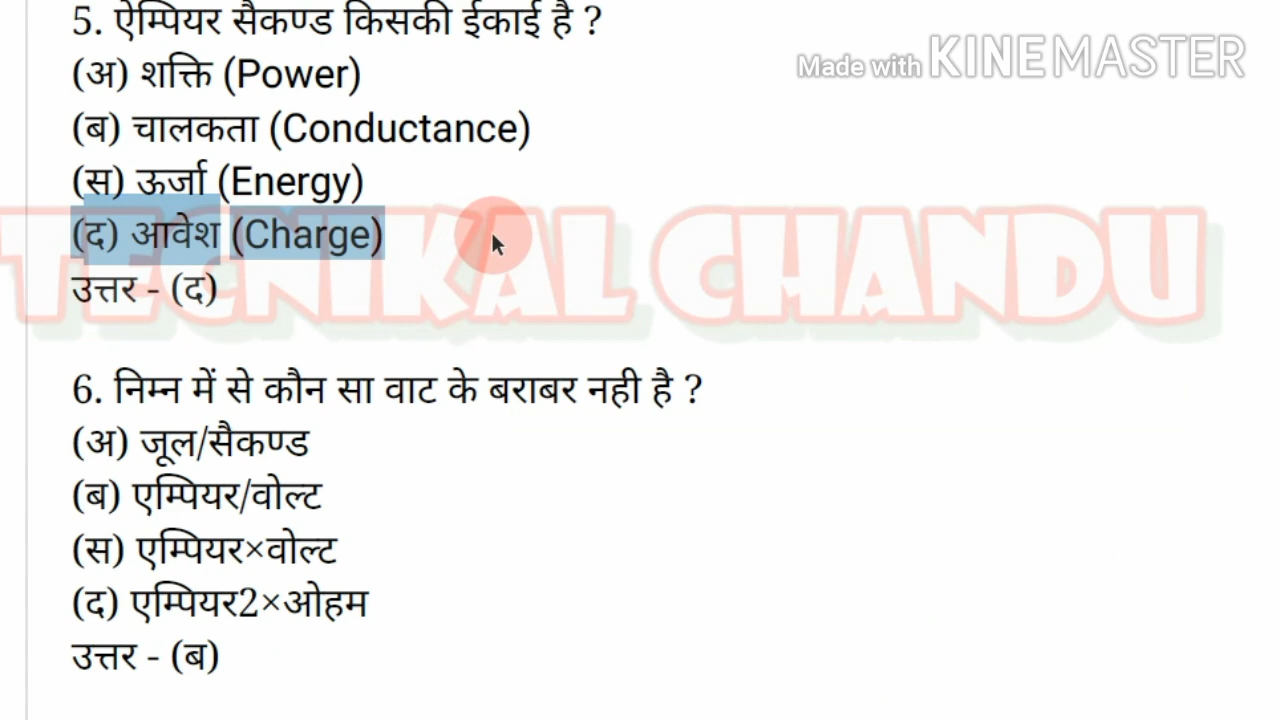 5. ऐम्पियर सैकण्ड किसकी ईकाई है ?
Made with KINEMASTER
(अ) शक्ति (Power)
(ब) चालकता (Conductance)
(स) ऊर्जा (Energy)
(द) आवेश (Charge)
TECNIKAL CHANDU
उत्तर - (द)
6. निम्न में से कौन सा वाट के बराबर नही है ?
(अ) जूल/सैकण्ड
(ब) एम्पियर/वोल्ट
(स) एम्पियर×वोल्ट
(द) एम्पियर2×ओहम
उत्तर - (ब)